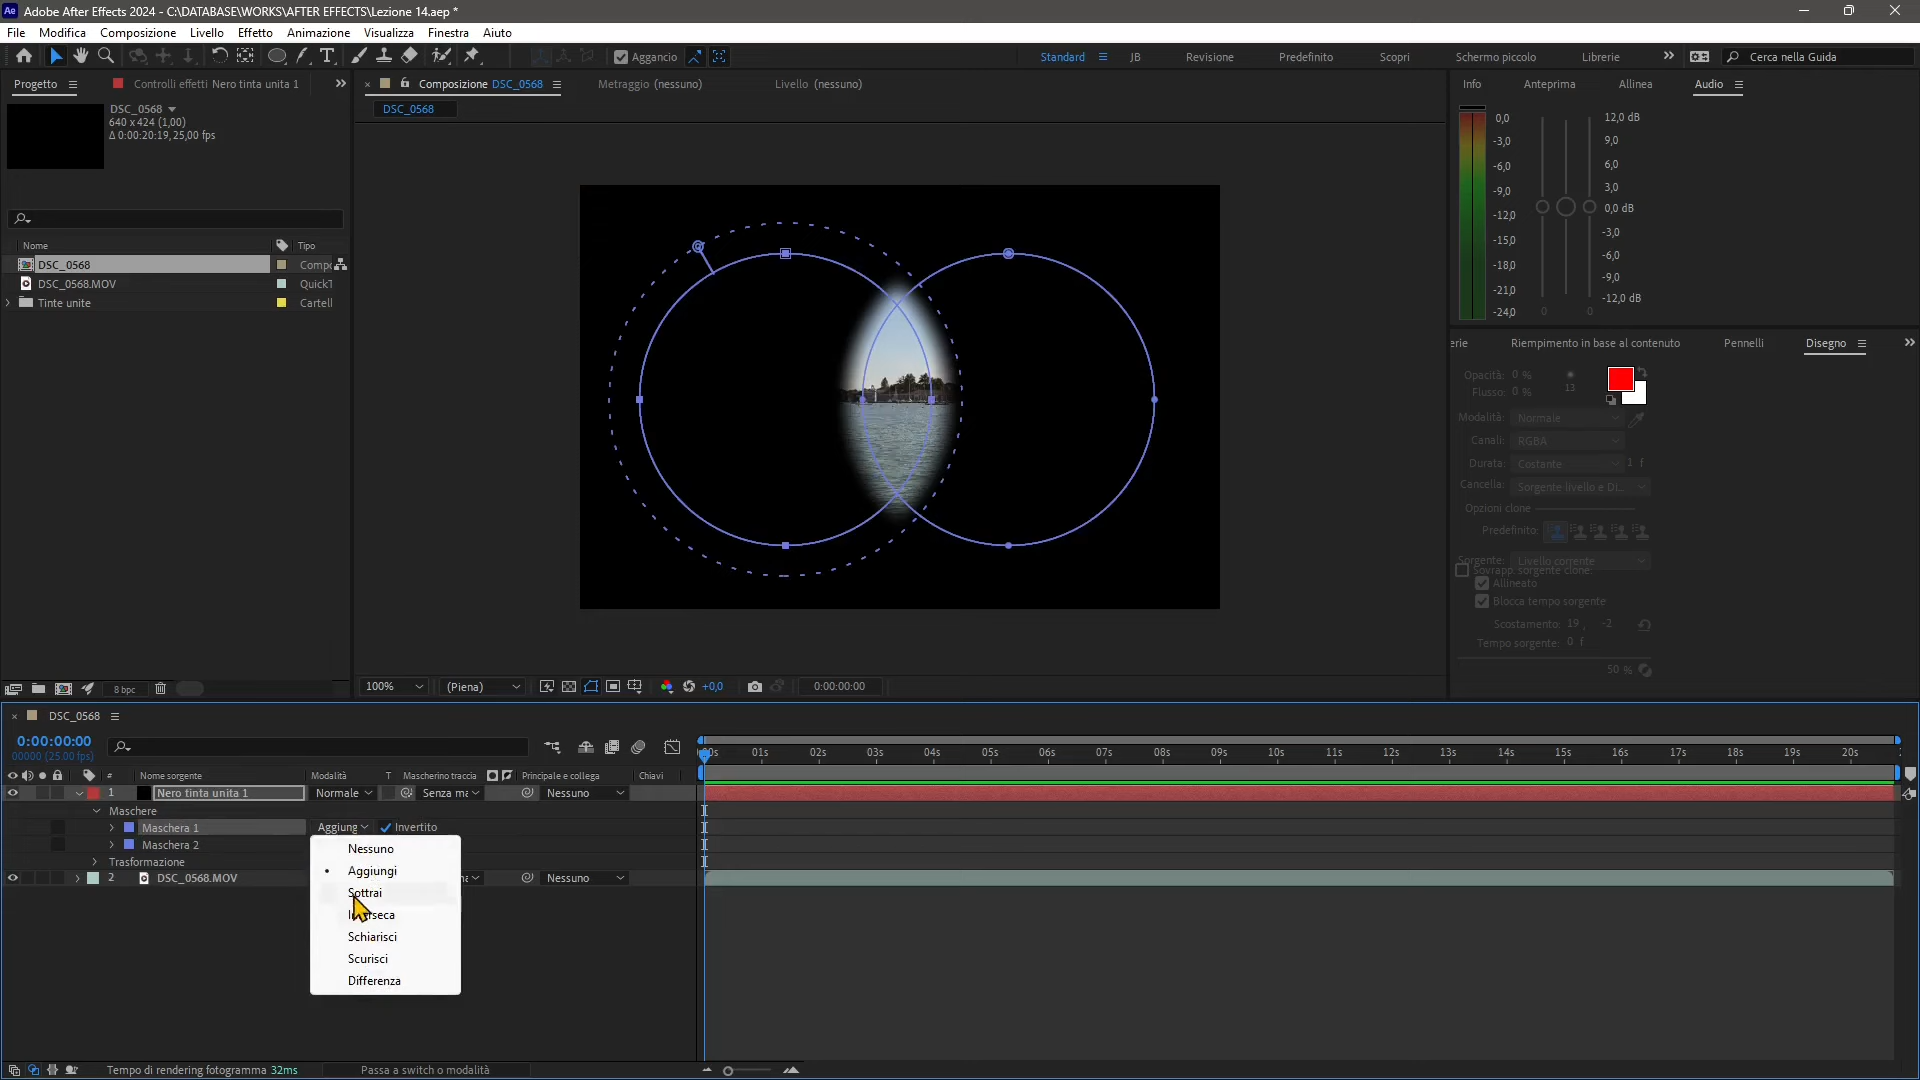 Adobe After Effects 2024 - C:\DATABASE\WORKS\AFTER EFFECTS\Lezione 14.aep *
File Modifica Composizione Livello Effetto Animazione Visualizza Finestra Aiuto
Aggancio Standard JB Revisione Predefinito Scopri Schermo piccolo Librerie Cerca nella Guida
Progetto Controlli effetti Nero tinta unita 1 Composizione DSC_0568 Metraggio (nessuno) Livello (nessuno) Info Anteprima Allinea Audio
DSC_0568
640 x 424 (1,00)
Δ 0:00:20:19, 25,00 fps
DSC_0568
0,0 12,0 dB
-3,0 9,0
-6,0 6,0
-9,0 3,0
-12,0 0,0 dB
-15,0 -3,0
-18,0 -6,0
-21,0 -9,0
-24,0 -12,0 dB
0 0
Nome Tipo
DSC_0568 Compo
DSC_0568.MOV QuickT
Tinte unite Cartell
erie Riempimento in base al contenuto Pennelli Disegno
Opacità: 0 %
Flusso: 0 %
13
Modalità: Normale
Canali: RGBA
Durata: Costante 1 f
Cancella: Sorgente livello e Di...
Opzioni clone
Predefinito:
Sorgente: Livello corrente
Sovrapp. sorgente clone:
Allineato
Blocca tempo sorgente
Scostamento: 19 , -2
Tempo sorgente: 0 f
50 %
8 bpc 100% (Piena) +0,0 0:00:00:00
DSC_0568
0:00:00:00
00000 (25.00 fps)
00s 01s 02s 03s 04s 05s 06s 07s 08s 09s 10s 11s 12s 13s 14s 15s 16s 17s 18s 19s 20s
# Nome sorgente Modalità T Mascherino traccia Principale e collega Chiavi
1 Nero tinta unita 1 Normale Senza ma Nessuno
Maschere
Maschera 1 Aggiung Invertito
Maschera 2
Trasformazione
2 DSC_0568.MOV Nessuno
Nessuno
Aggiungi
Sottrai
Schiarisci
Scurisci
Differenza
Tempo di rendering fotogramma 32ms Passa a switch o modalità